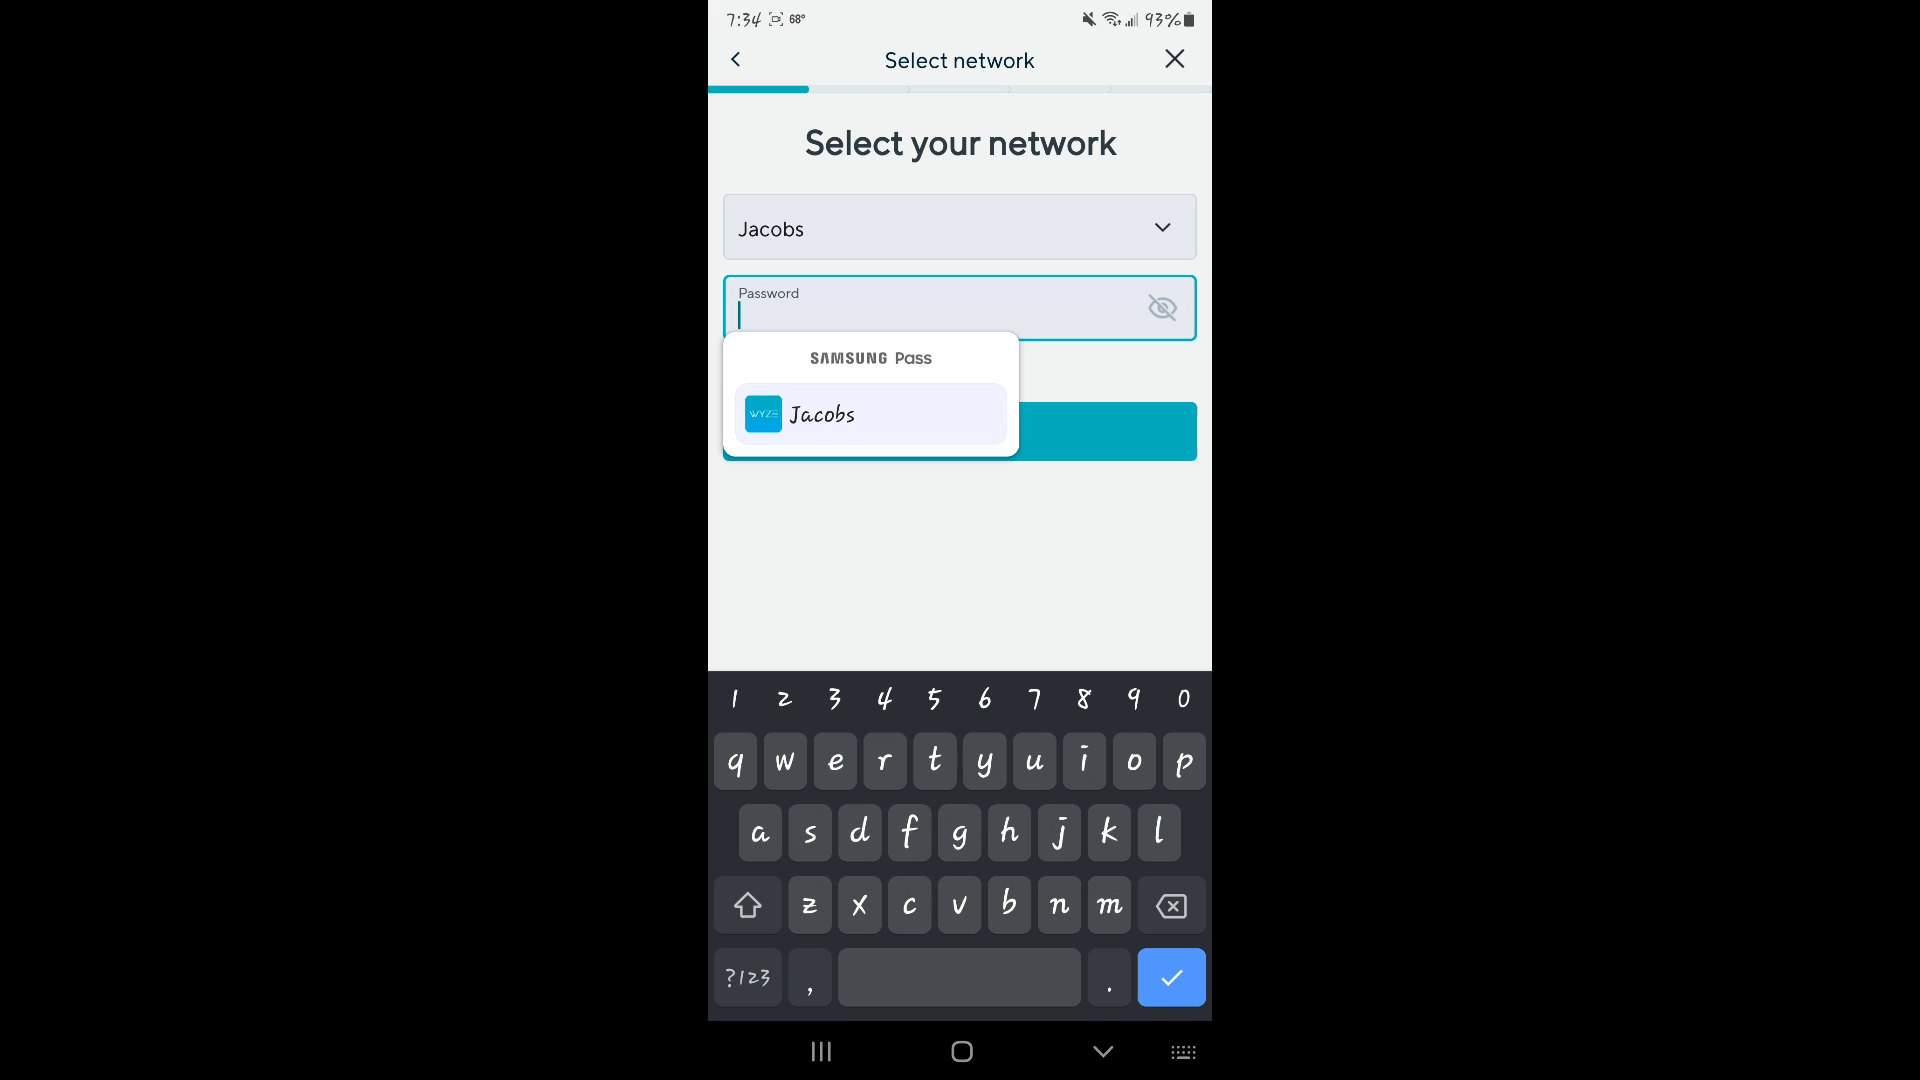 7:34 68° 93%
Select network
Select your network
Jacobs
Password
SAMSUNG Pass
WYZE Jacobs
1 2 3 4 5 6 7 8 9 0
q w e r t y u i o p
a s d f g h j k l
z x c v b n m
?123 , .